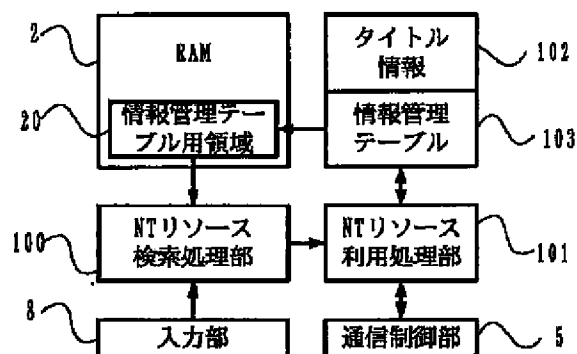 2
RAM
タイトル
情報
102
20
情報管理テー
ブル用領域
情報管理
テーブル
103
100
NTリソース
検索処理部
NTリソース
利用処理部
101
8
入力部
通信制御部
5